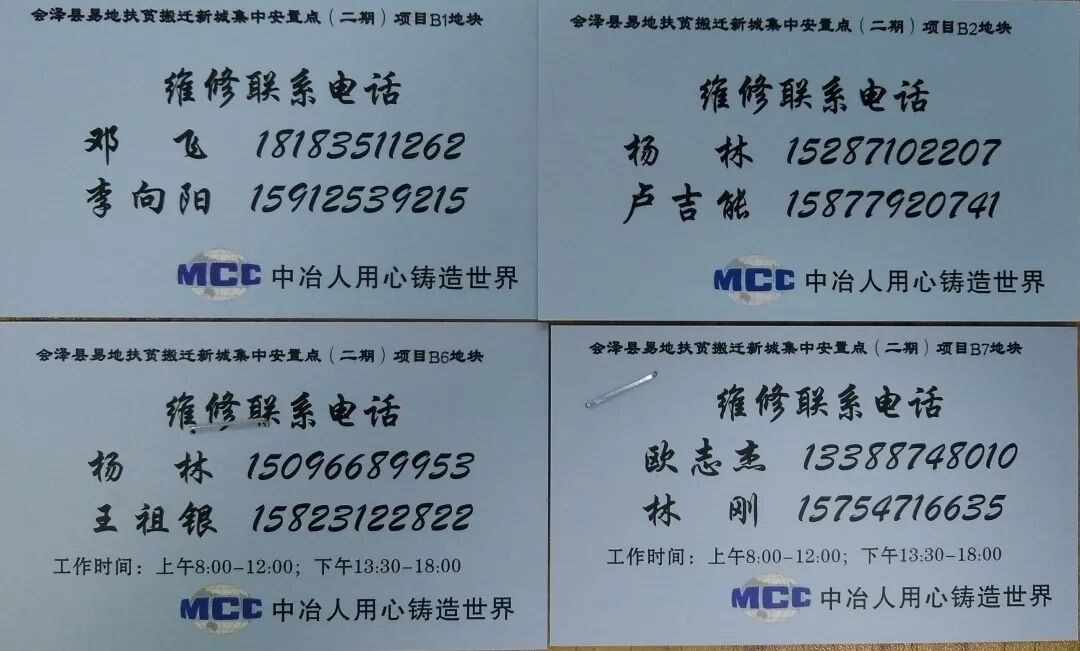 会泽县易地扶贫搬迁新城集中安置点（二期）项目B1地块
维修联系电话
邓 飞 18183511262
李向阳 15912539215
MCC 中冶人用心铸造世界
会泽县易地扶贫搬迁新城集中安置点（二期）项目B2地块
维修联系电话
杨 林 15287102207
卢吉能 15877920741
MCC 中冶人用心铸造世界
会泽县易地扶贫搬迁新城集中安置点（二期）项目B6地块
维修联系电话
杨 林 15096689953
王祖银 15823122822
工作时间：上午8:00-12:00；下午13:30-18:00
MCC 中冶人用心铸造世界
会泽县易地扶贫搬迁新城集中安置点（二期）项目B7地块
维修联系电话
欧志杰 13388748010
林 刚 15754716635
工作时间：上午8:00-12:00；下午13:30-18:00
MCC 中冶人用心铸造世界